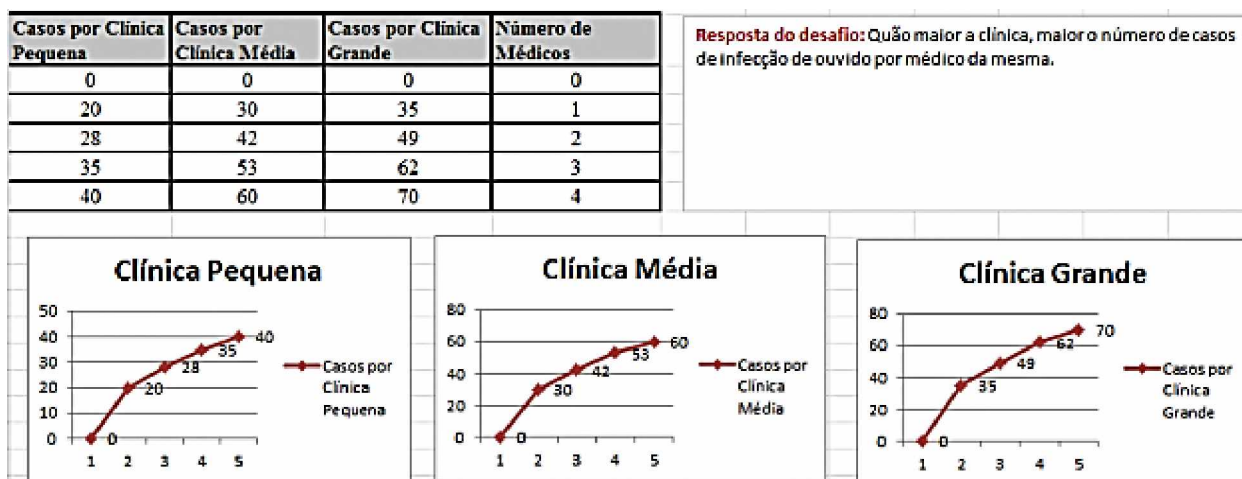 Casos por Clínica Pequena Casos por Clínica Média Casos por Clínica Grande Número de Médicos
0 0 0 0
20 30 35 1
28 42 49 2
35 53 62 3
40 60 70 4
Resposta do desafio: Quão maior a clínica, maior o número de casos
de infecção de ouvido por médico da mesma.
Clínica Pequena
50
40
30
20
10
0
0
20
28
35
40
1 2 3 4 5
Casos por
Clínica
Pequena
Clínica Média
80
60
40
20
0
0
30
42
53
60
1 2 3 4 5
Casos por
Clínica
Média
Clínica Grande
80
60
40
20
0
0
35
49
62
70
1 2 3 4 5
Casos por
Clínica
Grande